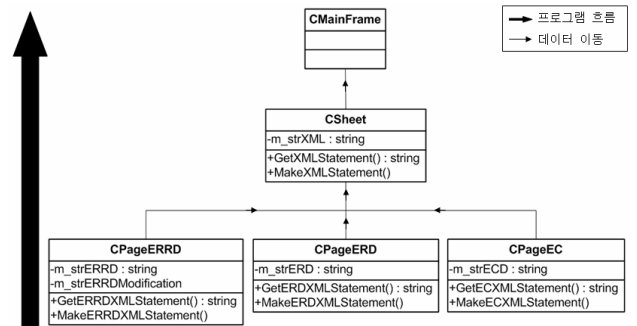 CMainFrame
프로그램 흐름
데이터 이동
CSheet
-m_strXML : string
+GetXMLStatement() : string
+MakeXMLStatement()
CPageERRD
-m_strERRD : string
-m_strERRDModification
+GetERRDXMLStatement() : string
+MakeERRDXMLStatement()
CPageERD
-m_strERD : string
+GetERDXMLStatement() : string
+MakeERDXMLStatement()
CPageEC
-m_strECD : string
+GetECXMLStatement() : string
+MakeECXMLStatement()